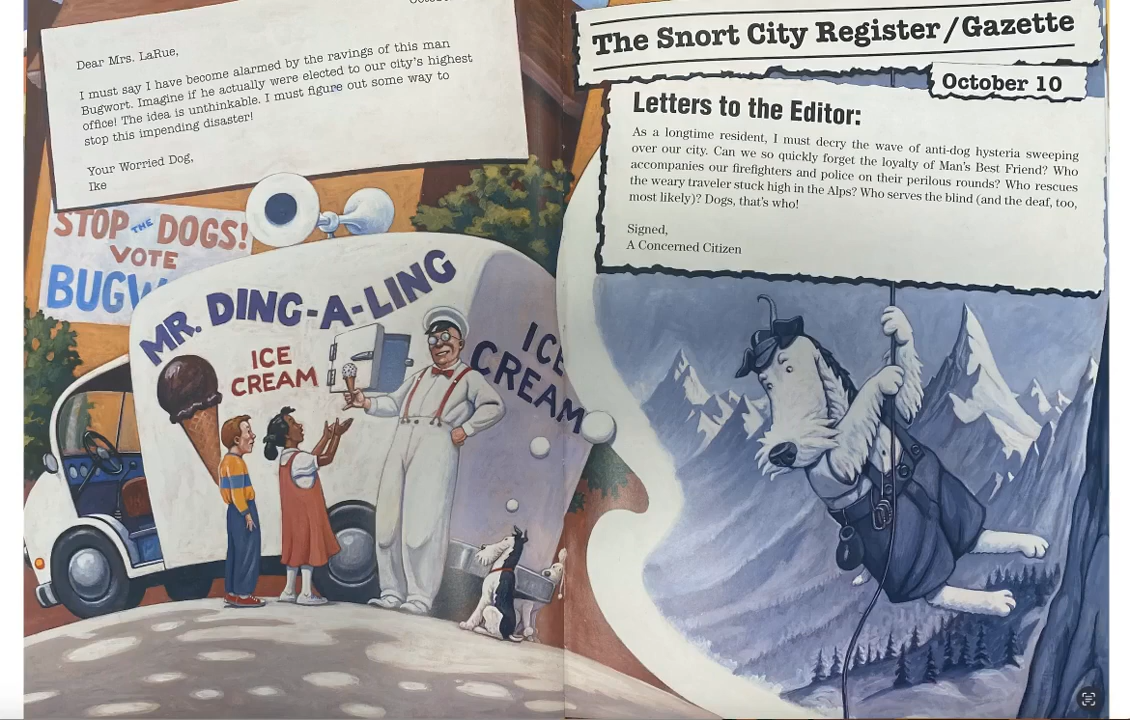 Dear Mrs. LaRue,
I must say I have become alarmed by the ravings of this man
Bugwort. Imagine if he actually were elected to our city's highest
office! The idea is unthinkable. I must figure out some way to
stop this impending disaster!
Your Worried Dog,
Ike
STOP THE DOGS!
VOTE
BUGW
MR. DING-A-LING
ICE
CREAM
ICE
CREAM
The Snort City Register/Gazette
October 10
Letters to the Editor:
As a longtime resident, I must decry the wave of anti-dog hysteria sweeping
over our city. Can we so quickly forget the loyalty of Man's Best Friend? Who
accompanies our firefighters and police on their perilous rounds? Who rescues
the weary traveler stuck high in the Alps? Who serves the blind (and the deaf, too,
most likely)? Dogs, that's who!
Signed,
A Concerned Citizen